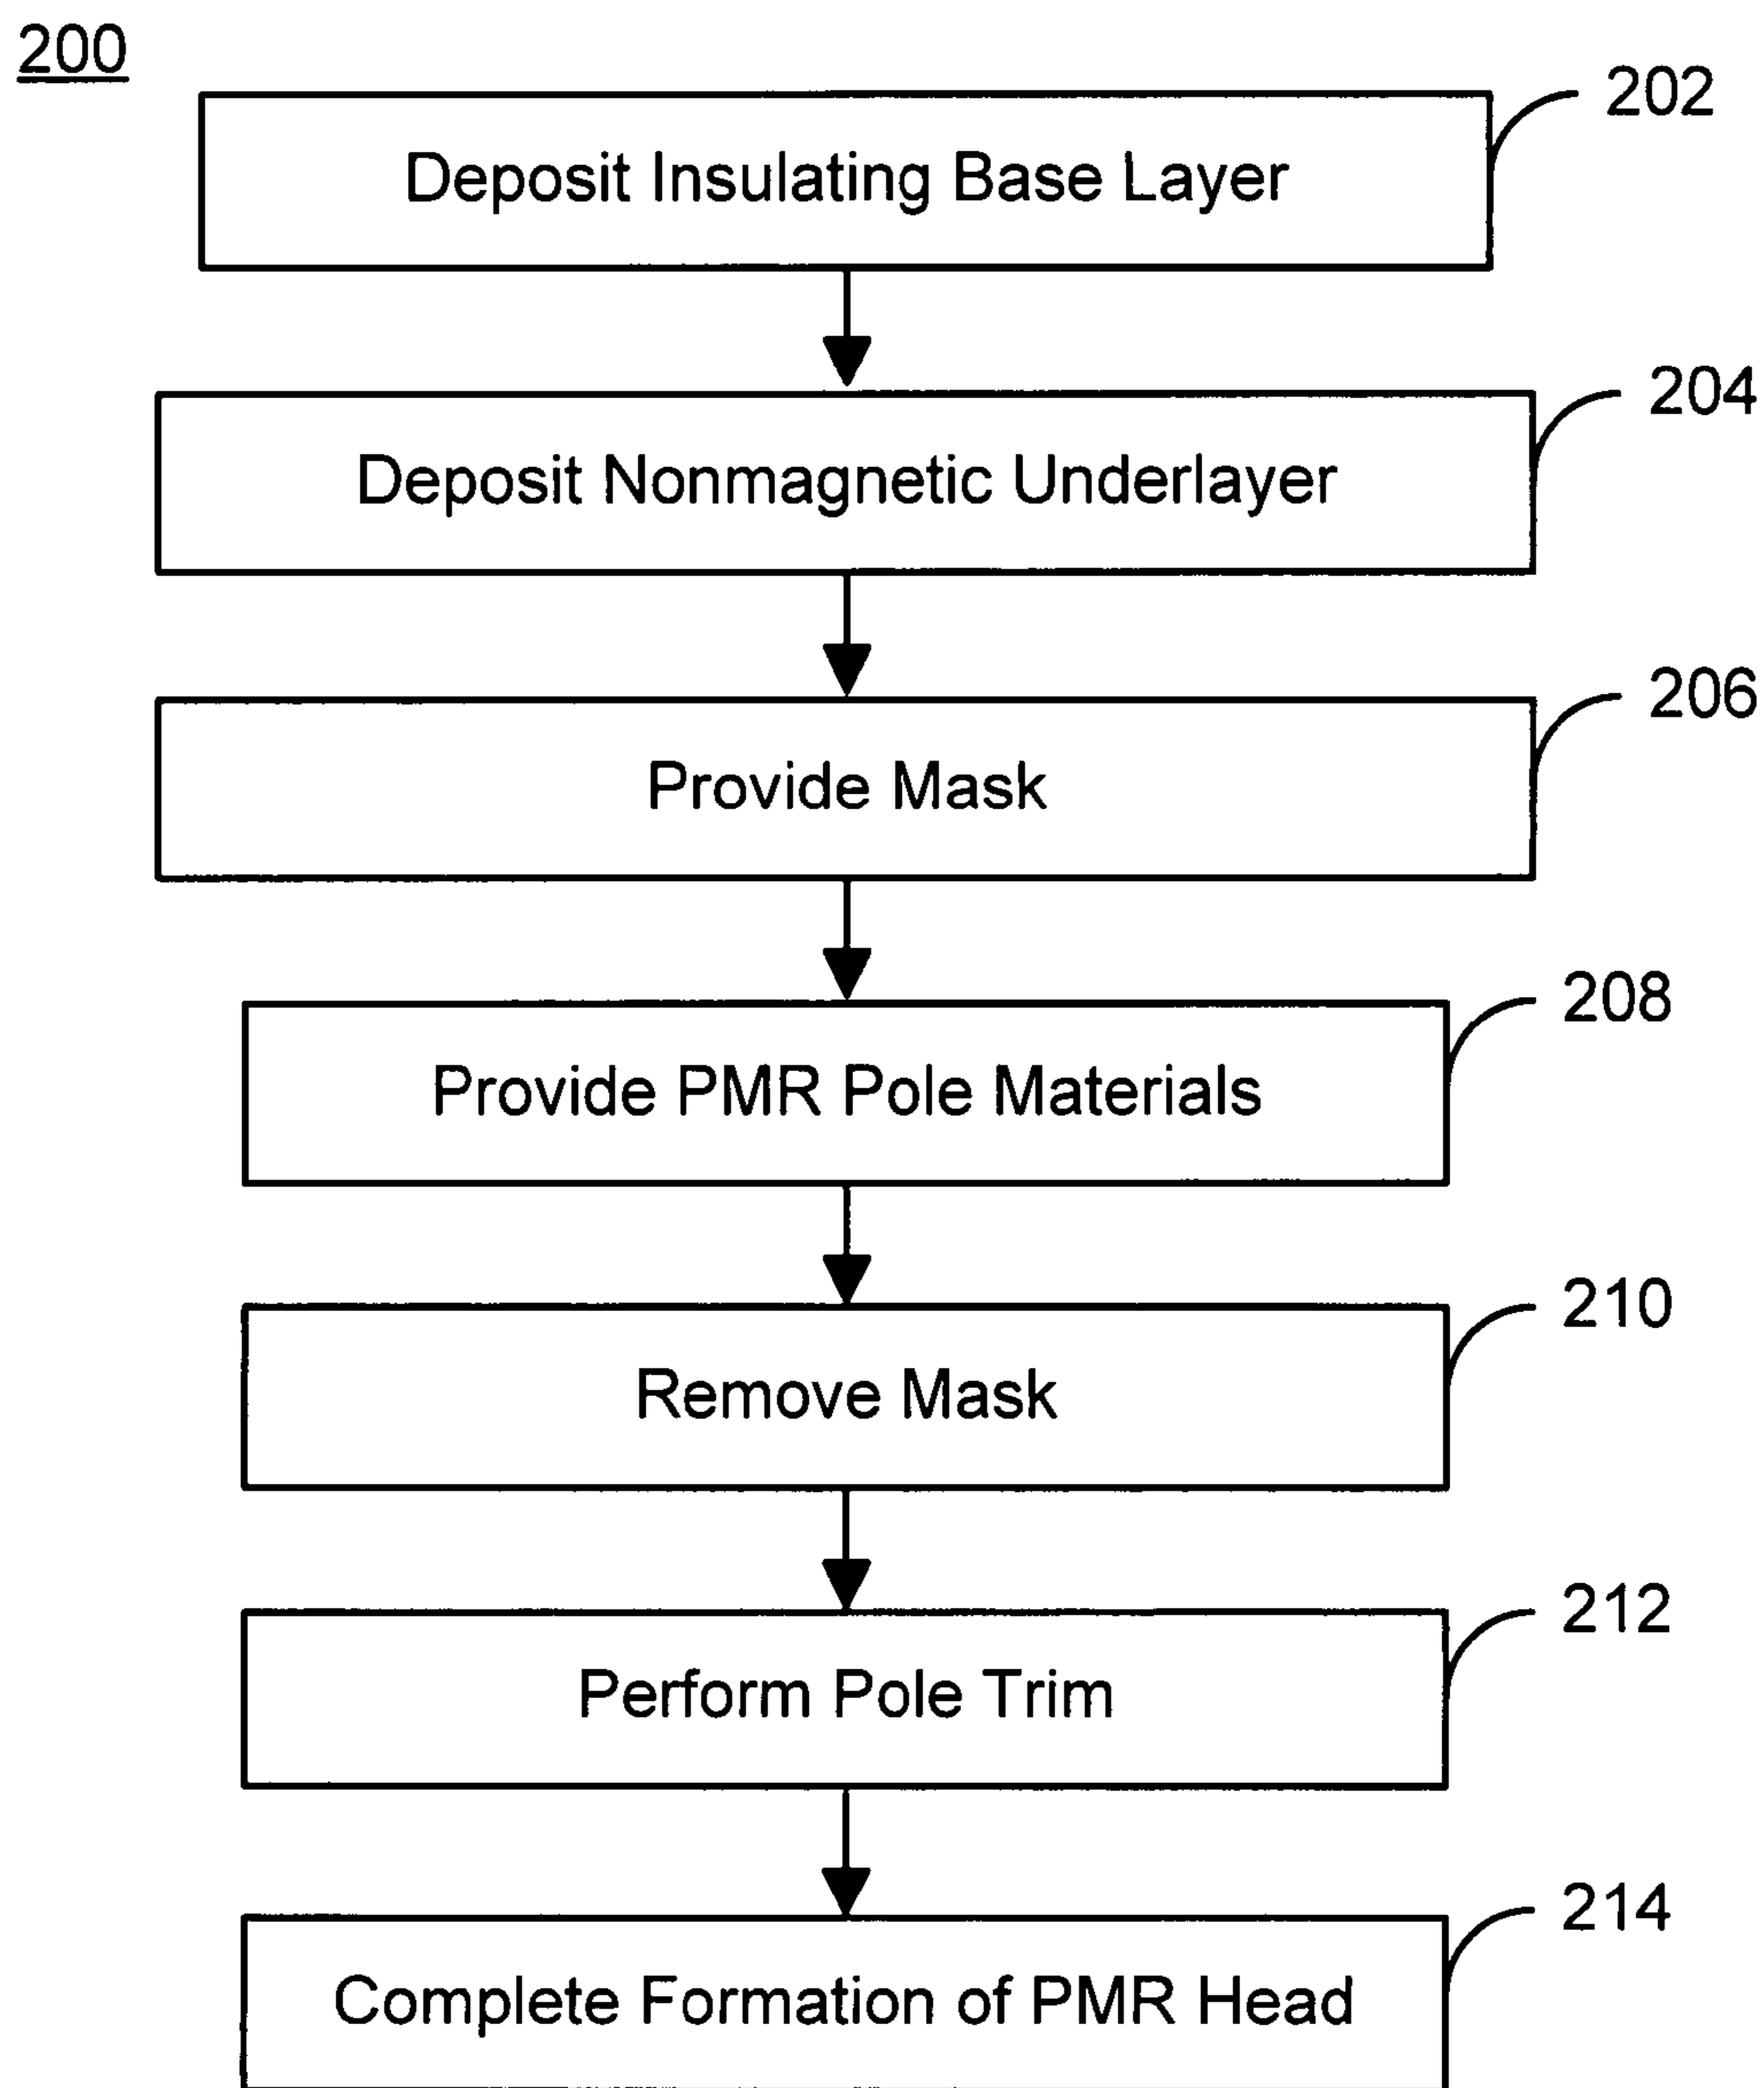 200
202
Deposit Insulating Base Layer
204
Deposit Nonmagnetic Underlayer
206
Provide Mask
208
Provide PMR Pole Materials
210
Remove Mask
212
Perform Pole Trim
214
Complete Formation of PMR Head